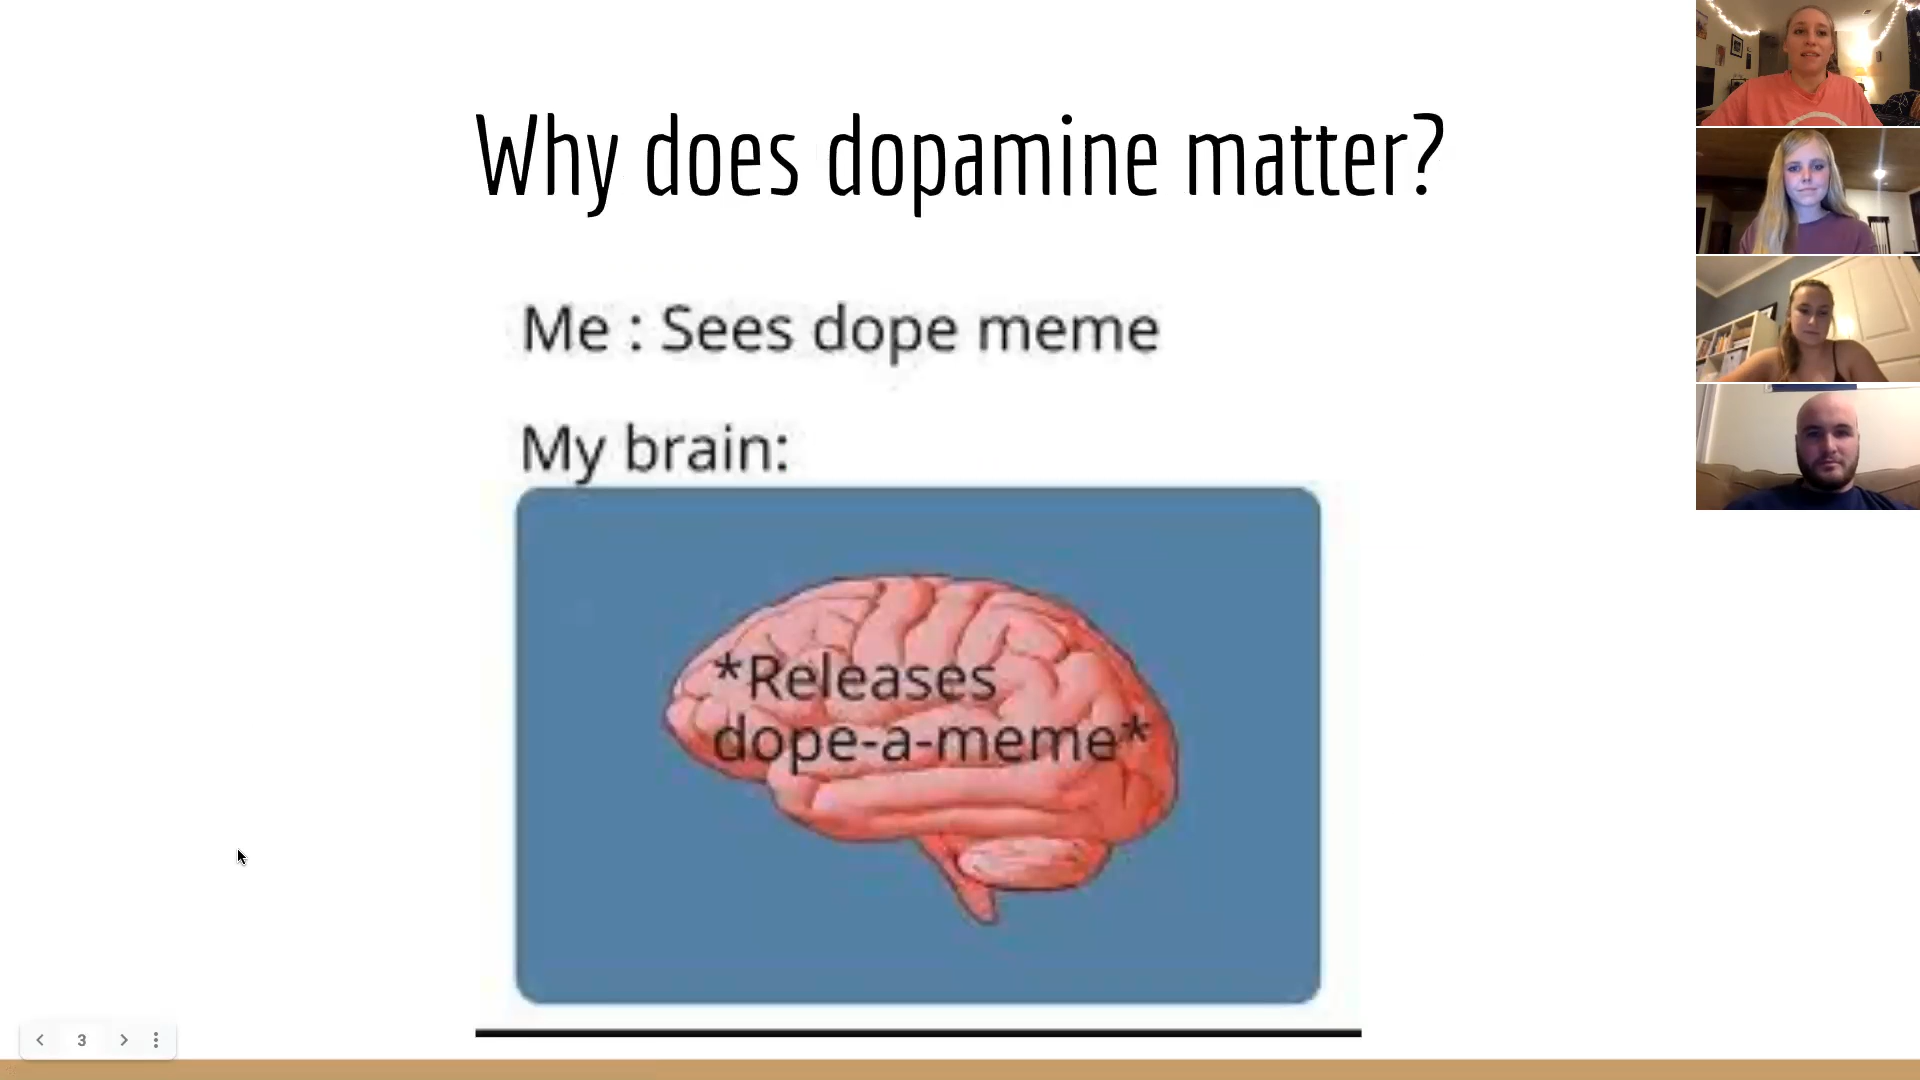 Why does dopamine matter?
Me : Sees dope meme
My brain:
*Releases
dope-a-meme*
3